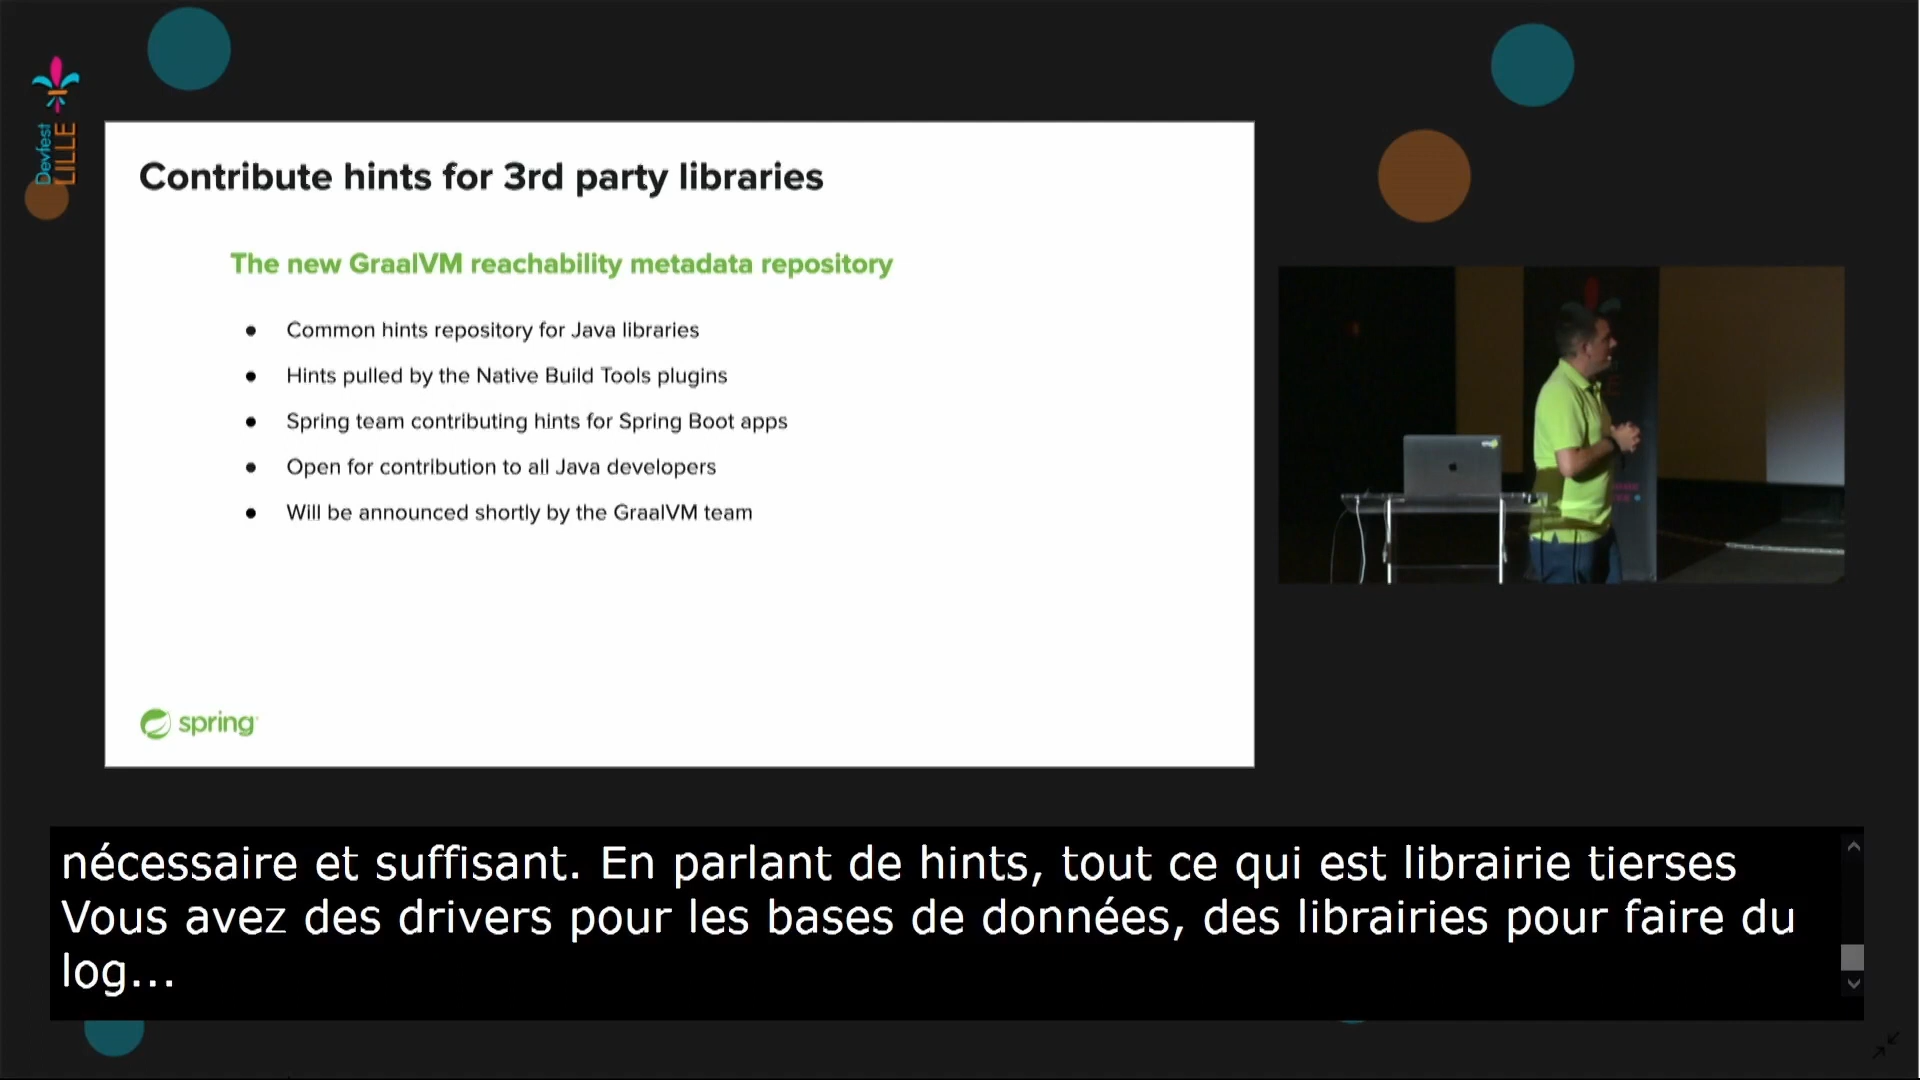 Devfest
LILLE
Contribute hints for 3rd party libraries
The new GraalVM reachability metadata repository
● Common hints repository for Java libraries
● Hints pulled by the Native Build Tools plugins
● Spring team contributing hints for Spring Boot apps
● Open for contribution to all Java developers
● Will be announced shortly by the GraalVM team
spring
nécessaire et suffisant. En parlant de hints, tout ce qui est librairie tierses
Vous avez des drivers pour les bases de données, des librairies pour faire du
log...